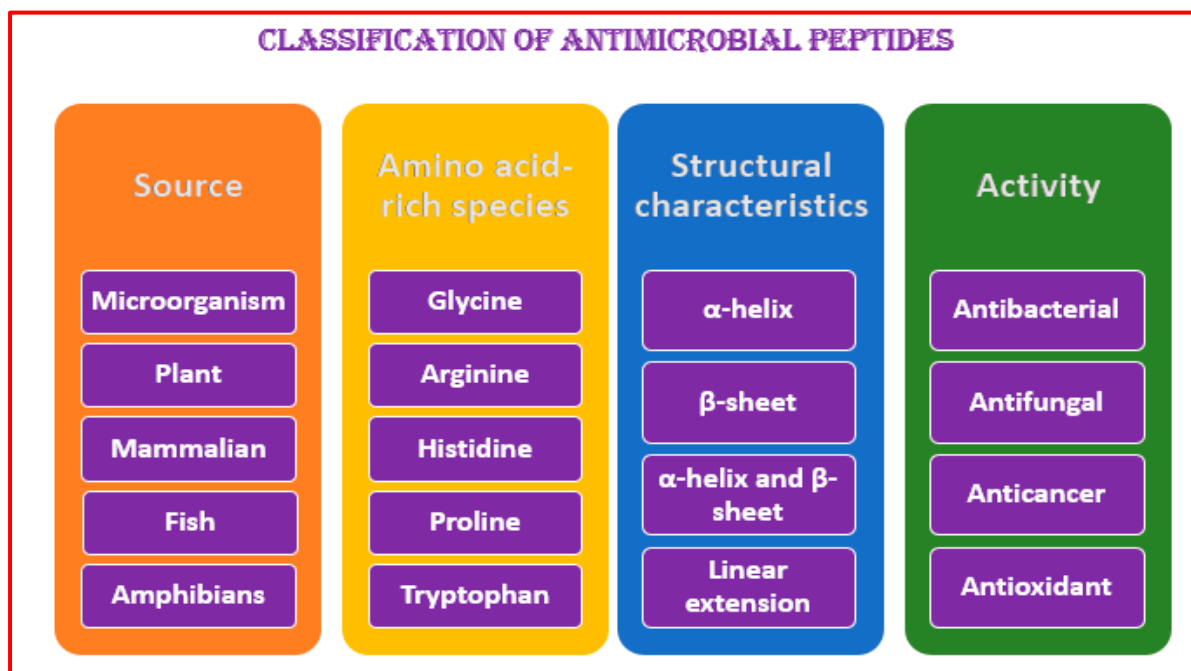 CLASSIFICATION OF ANTIMICROBIAL PEPTIDES
Source
Microorganism
Plant
Mammalian
Fish
Amphibians
Amino acid-
rich species
Glycine
Arginine
Histidine
Proline
Tryptophan
Structural
characteristics
α-helix
β-sheet
α-helix and β-
sheet
Linear
extension
Activity
Antibacterial
Antifungal
Anticancer
Antioxidant